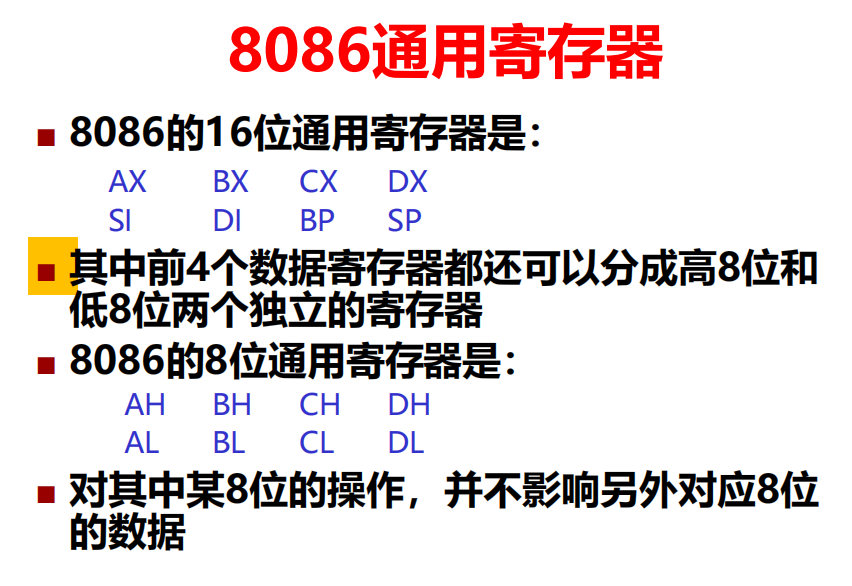 8086通用寄存器
■ 8086的16位通用寄存器是：
AX BX CX DX
SI DI BP SP
■ 其中前4个数据寄存器都还可以分成高8位和
低8位两个独立的寄存器
■ 8086的8位通用寄存器是：
AH BH CH DH
AL BL CL DL
■ 对其中某8位的操作，并不影响另外对应8位
的数据